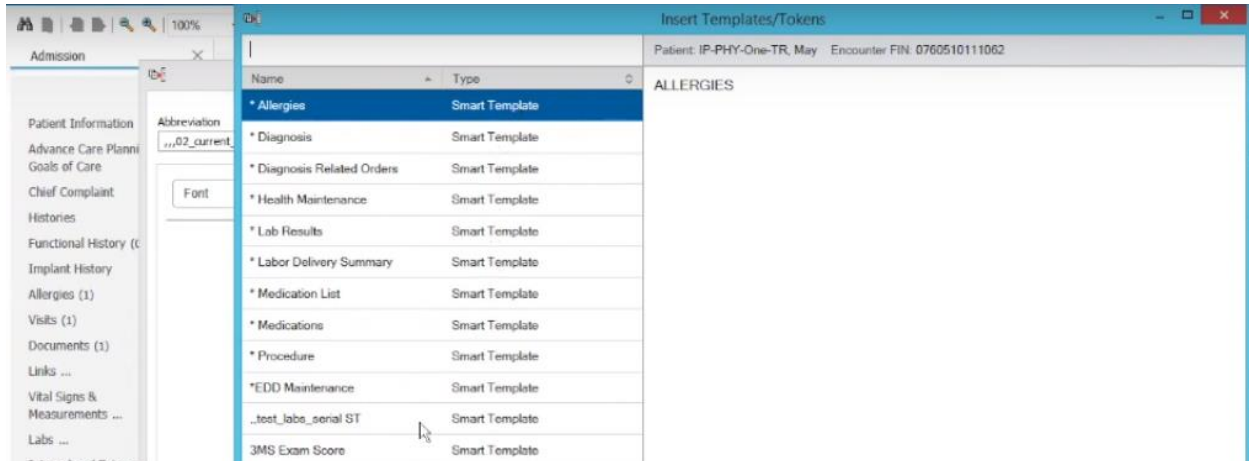 100%
Insert Templates/Tokens
Admission
Patient: IP-PHY-One-TR, May Encounter FIN: 0760510111062
Name Type
ALLERGIES
* Allergies Smart Template
* Diagnosis Smart Template
* Diagnosis Related Orders Smart Template
* Health Maintenance Smart Template
* Lab Results Smart Template
* Labor Delivery Summary Smart Template
* Medication List Smart Template
* Medications Smart Template
* Procedure Smart Template
*EDD Maintenance Smart Template
,,test_labs_serial ST Smart Template
3MS Exam Score Smart Template
Abbreviation
,,,02_current_
Font
Patient Information
Advance Care Planni
Goals of Care
Chief Complaint
Histories
Functional History (
Implant History
Allergies (1)
Visits (1)
Documents (1)
Links ...
Vital Signs &
Measurements ...
Labs ...